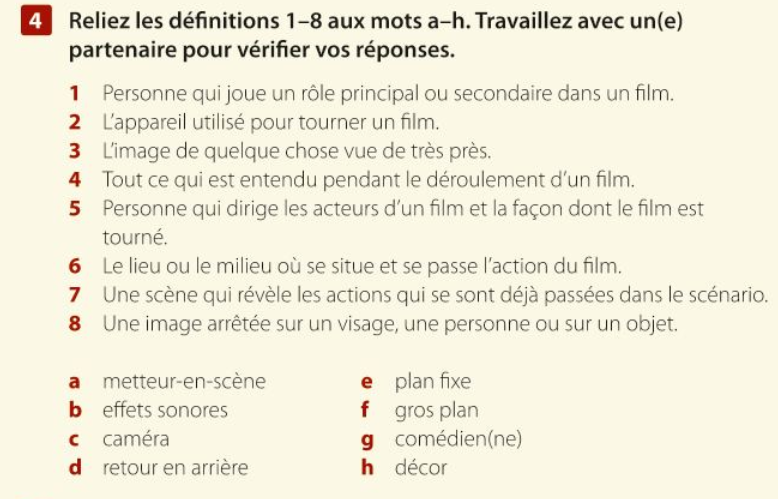 4 Reliez les définitions 1–8 aux mots a–h. Travaillez avec un(e)
partenaire pour vérifier vos réponses.
1 Personne qui joue un rôle principal ou secondaire dans un film.
2 L'appareil utilisé pour tourner un film.
3 L'image de quelque chose vue de très près.
4 Tout ce qui est entendu pendant le déroulement d'un film.
5 Personne qui dirige les acteurs d'un film et la façon dont le film est
tourné.
6 Le lieu ou le milieu où se situe et se passe l'action du film.
7 Une scène qui révèle les actions qui se sont déjà passées dans le scénario.
8 Une image arrêtée sur un visage, une personne ou sur un objet.
a metteur-en-scène
b effets sonores
c caméra
d retour en arrière
e plan fixe
f gros plan
g comédien(ne)
h décor